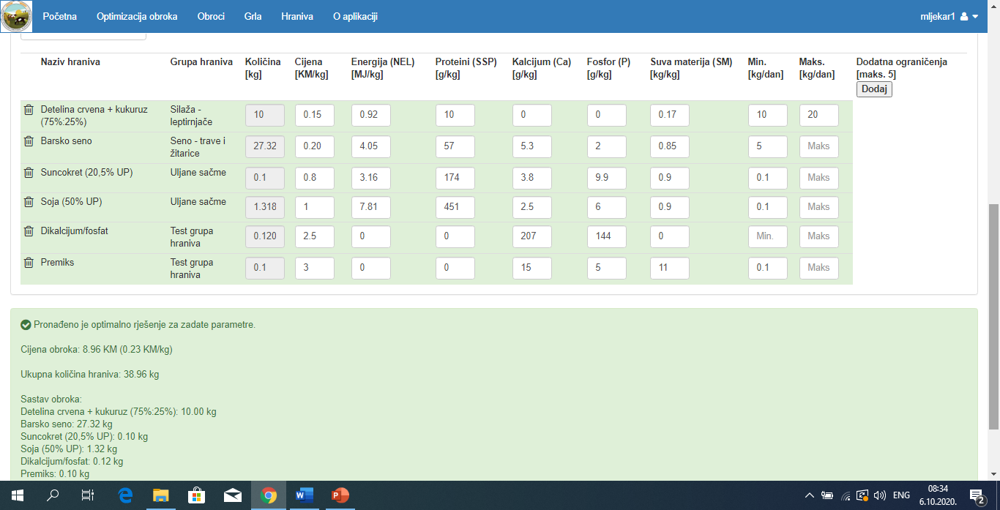 Početna Optimizacija obroka Obroci Grla Hraniva O aplikaciji mljekar1
Naziv hraniva Grupa hraniva Količina [kg] Cijena [KM/kg] Energija (NEL) [MJ/kg] Proteini (SSP) [g/kg] Kalcijum (Ca) [g/kg] Fosfor (P) [g/kg] Suva materija (SM) [kg/kg] Min. [kg/dan] Maks. [kg/dan] Dodatna ograničenja [maks. 5]
Dodaj
Detelina crvena + kukuruz (75%:25%) Silaža - leptirnjače 10 0.15 0.92 10 0 0 0.17 10 20
Barsko seno Seno - trave i žitarice 27.32 0.20 4.05 57 5.3 2 0.85 5 Maks
Suncokret (20,5% UP) Uljane sačme 0.1 0.8 3.16 174 3.8 9.9 0.9 0.1 Maks
Soja (50% UP) Uljane sačme 1.318 1 7.81 451 2.5 6 0.9 0.1 Maks
Dikalcijum/fosfat Test grupa hraniva 0.120 2.5 0 0 207 144 0 Min. Maks
Premiks Test grupa hraniva 0.1 3 0 0 15 5 11 0.1 Maks
Pronađeno je optimalno rješenje za zadate parametre.
Cijena obroka: 8.96 KM (0.23 KM/kg)
Ukupna količina hraniva: 38.96 kg
Sastav obroka:
Detelina crvena + kukuruz (75%:25%): 10.00 kg
Barsko seno: 27.32 kg
Suncokret (20,5% UP): 0.10 kg
Soja (50% UP): 1.32 kg
Dikalcijum/fosfat: 0.12 kg
Premiks: 0.10 kg
ENG
08:34
6.10.2020.
2